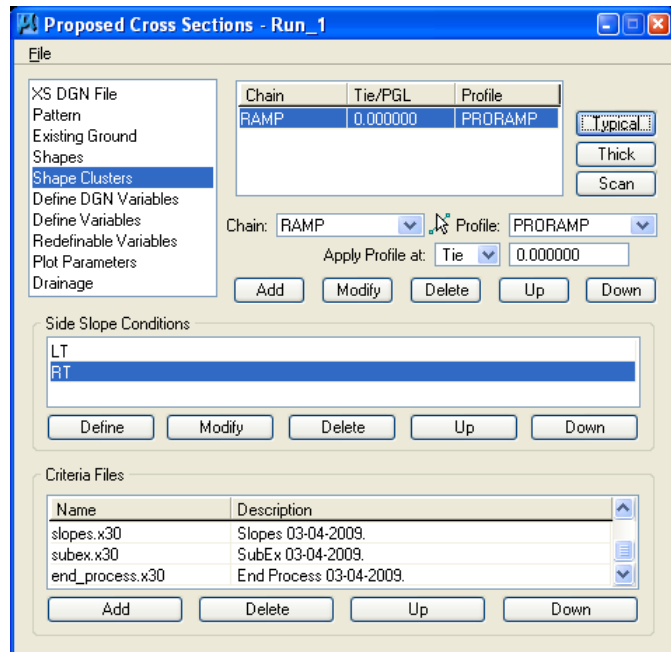 Proposed Cross Sections - Run_1
File
XS DGN File
Pattern
Existing Ground
Shapes
Shape Clusters
Define DGN Variables
Define Variables
Redefinable Variables
Plot Parameters
Drainage
Chain Tie/PGL Profile
RAMP 0.000000 PRORAMP
Typical
Thick
Scan
Chain: RAMP Profile: PRORAMP
Apply Profile at: Tie 0.000000
Add Modify Delete Up Down
Side Slope Conditions
LT
RT
Define Modify Delete Up Down
Criteria Files
Name Description
slopes.x30 Slopes 03-04-2009.
subex.x30 SubEx 03-04-2009.
end_process.x30 End Process 03-04-2009.
Add Delete Up Down